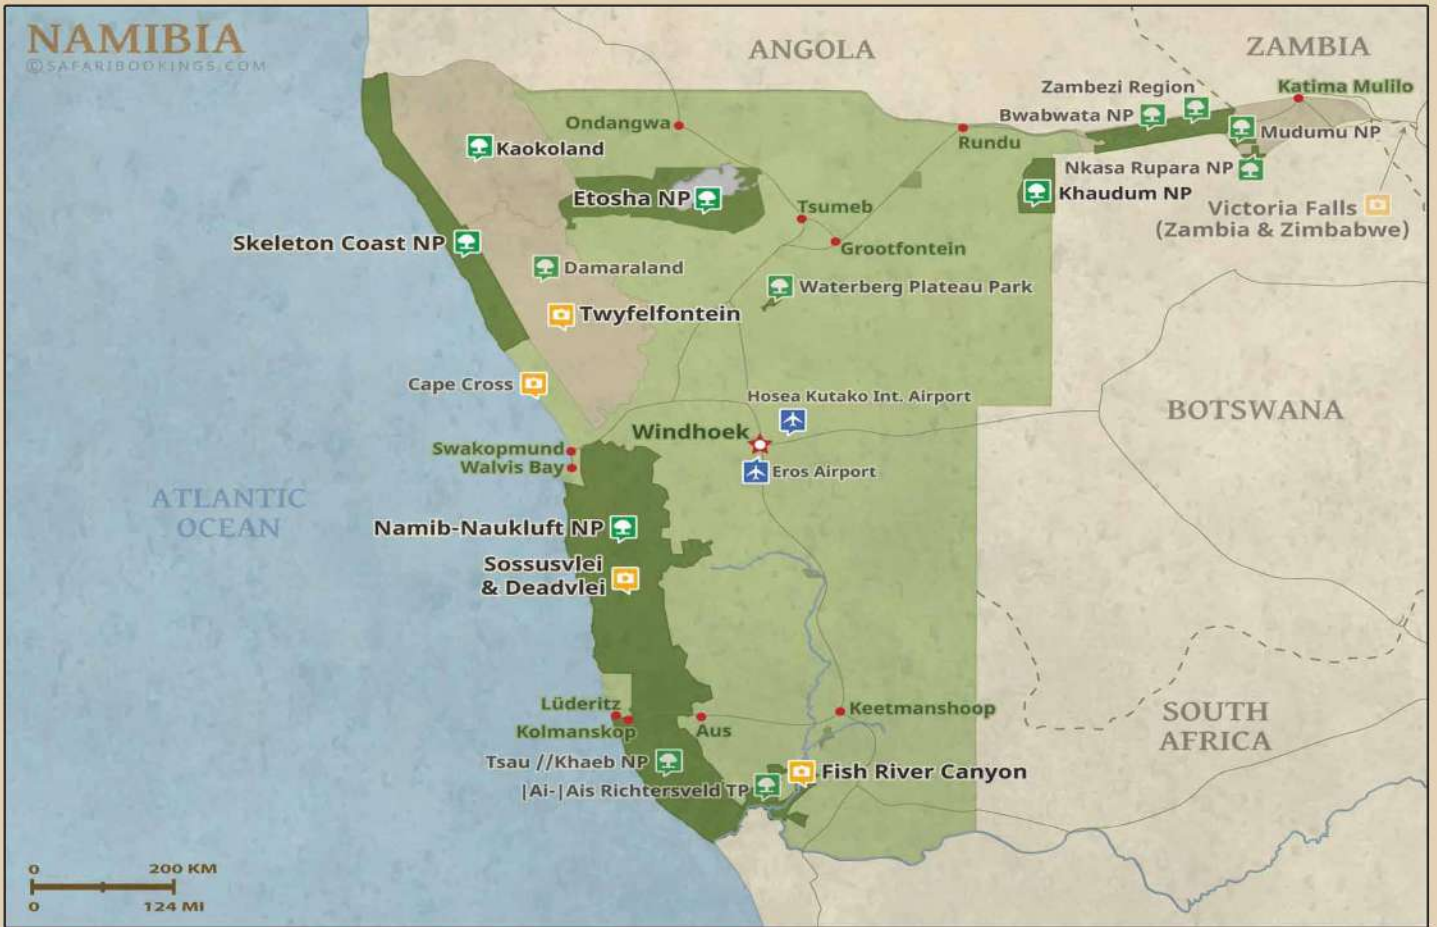 NAMIBIA
©SAFARIBOOKINGS.COM
ANGOLA
ZAMBIA
Zambezi Region
Katima Mulilo
Bwabwata NP
Ondangwa
Mudumu NP
Rundu
Kaokoland
Nkasa Rupara NP
Etosha NP
Khaudum NP
Tsumeb
Victoria Falls
(Zambia & Zimbabwe)
Skeleton Coast NP
Grootfontein
Damaraland
Waterberg Plateau Park
Twyfelfontein
Cape Cross
Hosea Kutako Int. Airport
BOTSWANA
Windhoek
Swakopmund
Walvis Bay
Eros Airport
ATLANTIC
OCEAN
Namib-Naukluft NP
Sossusvlei
& Deadvlei
Lüderitz
Keetmanshoop
SOUTH
AFRICA
Kolmanskop
Aus
Tsau //Khaeb NP
Fish River Canyon
|Ai-|Ais Richtersveld TP
0 200 KM
0 124 MI